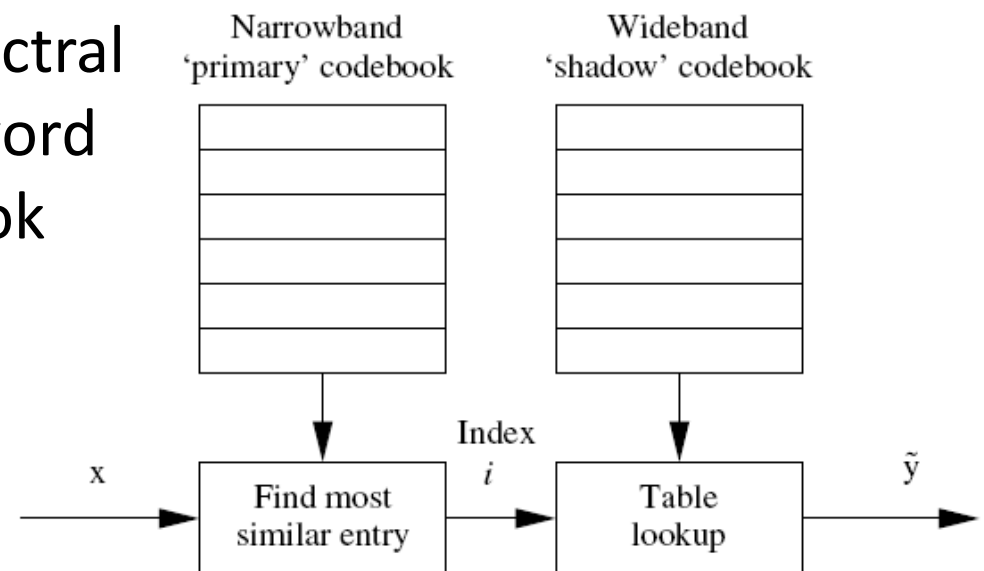 ctral
ord
ok
Narrowband
‘primary’ codebook
Wideband
‘shadow’ codebook
x
Find most
similar entry
Index
i
Table
lookup
ỹ